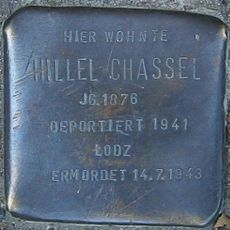 HIER WOHNTE
HILLEL CHASSEL
JG. 1876
DEPORTIERT 1941
ŁODZ
ERMORDET 14.7.1943